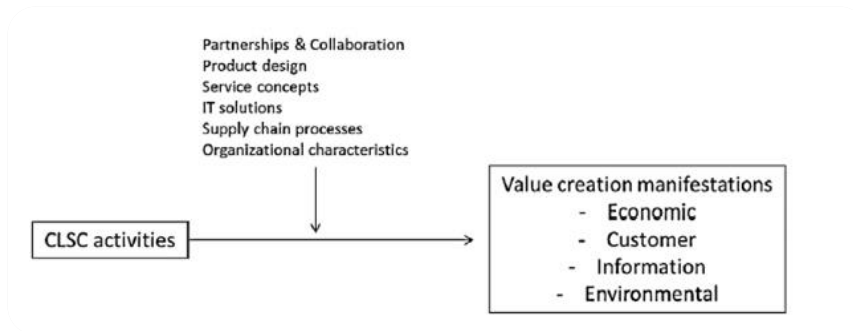 Partnerships & Collaboration
Product design
Service concepts
IT solutions
Supply chain processes
Organizational characteristics
CLSC activities
Value creation manifestations
- Economic
- Customer
- Information
- Environmental